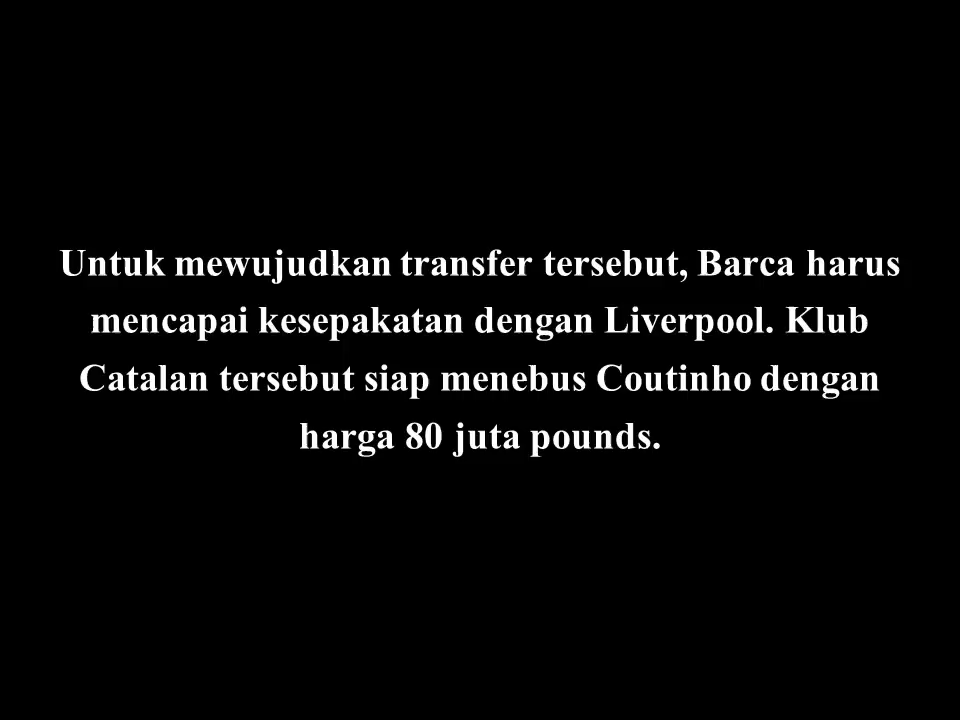 Untuk mewujudkan transfer tersebut, Barca harus
mencapai kesepakatan dengan Liverpool. Klub
Catalan tersebut siap menebus Coutinho dengan
harga 80 juta pounds.